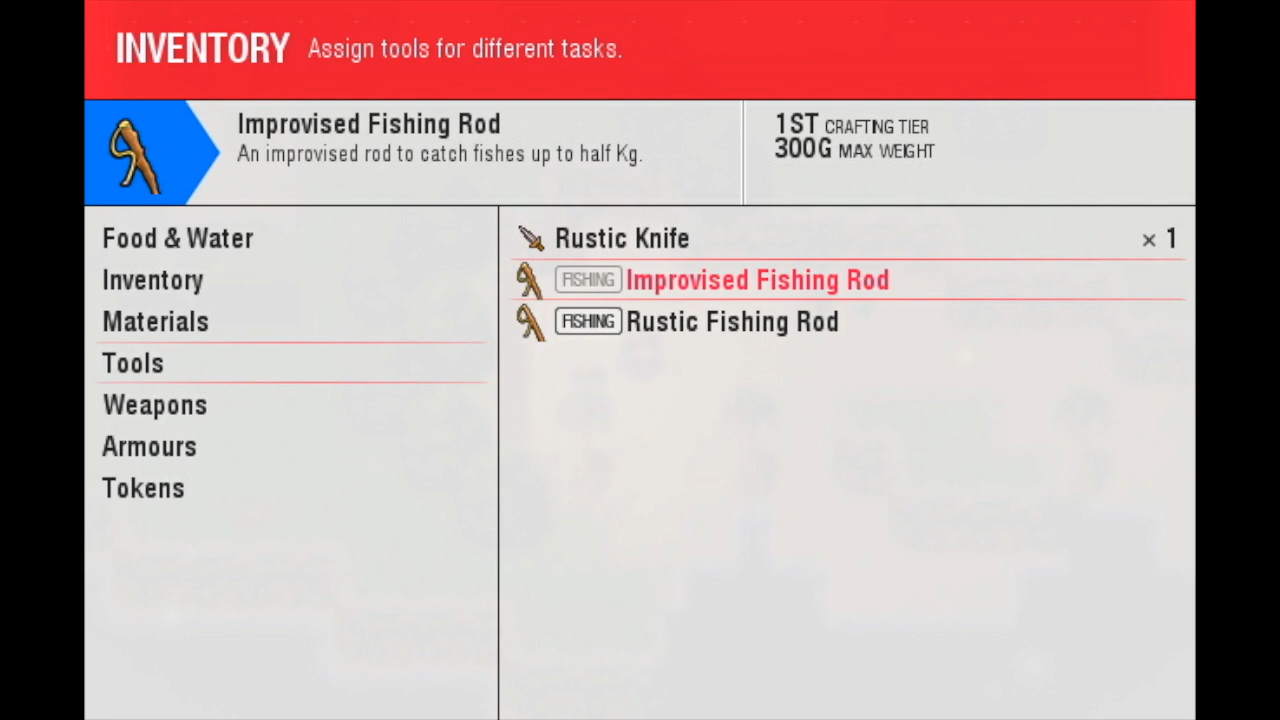 INVENTORY Assign tools for different tasks.
Improvised Fishing Rod
An improvised rod to catch fishes up to half Kg.
1ST CRAFTING TIER
300G MAX WEIGHT
Food & Water
Inventory
Materials
Tools
Weapons
Armours
Tokens
Rustic Knife × 1
FISHING Improvised Fishing Rod
FISHING Rustic Fishing Rod